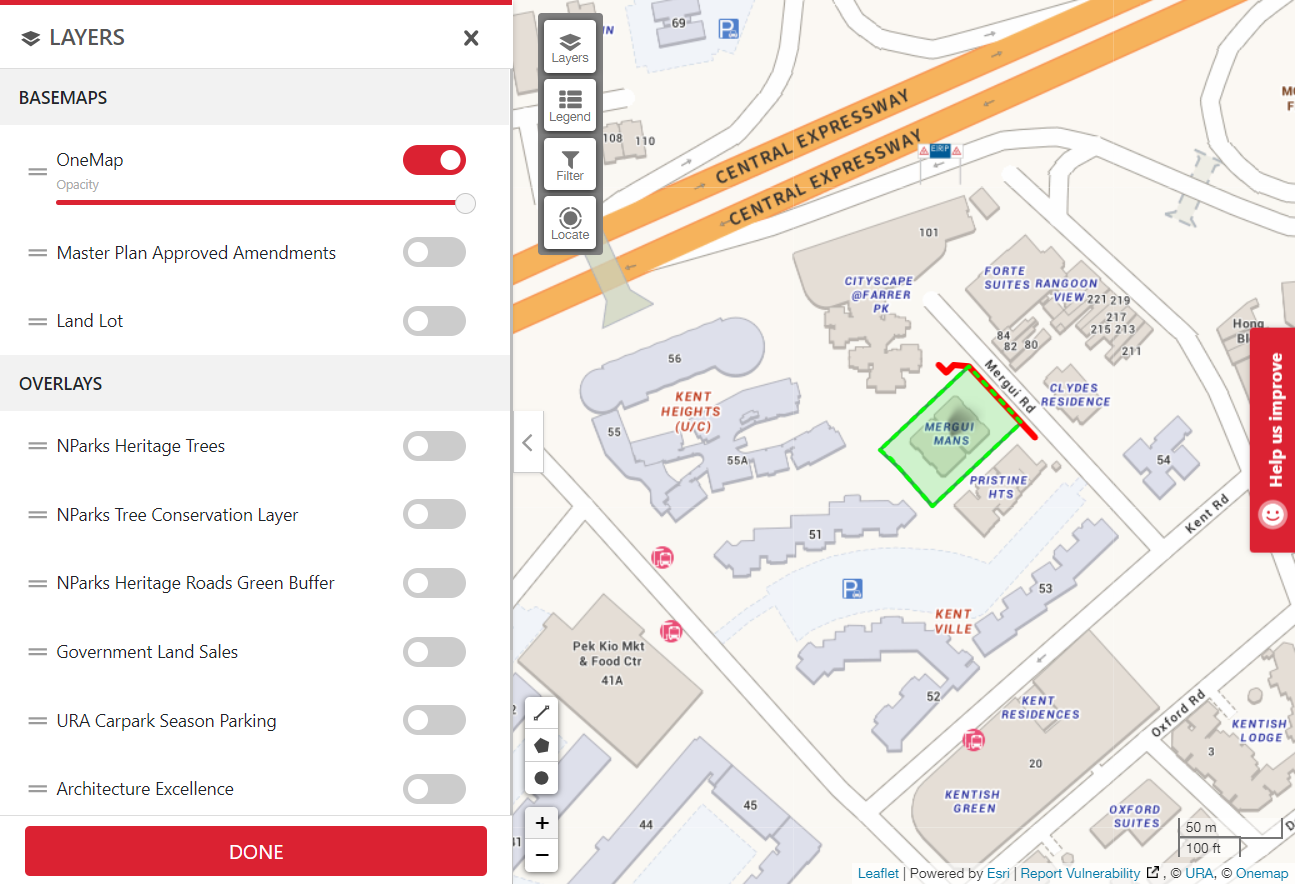 LAYERS
BASEMAPS
OneMap
Opacity
Master Plan Approved Amendments
Land Lot
OVERLAYS
NParks Heritage Trees
NParks Tree Conservation Layer
NParks Heritage Roads Green Buffer
Government Land Sales
URA Carpark Season Parking
Architecture Excellence
DONE
Layers
Legend
Filter
Locate
69
108
110
CENTRAL EXPRESSWAY
CENTRAL EXPRESSWAY
ERP
101
CITYSCAPE
@FARRER
PK
FORTE
SUITES
RANGOON
VIEW
221 219
217
215 213
211
84
82 80
Mergui Rd
CLYDES
RESIDENCE
Hong
56
KENT
HEIGHTS
(U/C)
55
55A
MERGUI
MANS
PRISTINE
HTS
54
Kent Rd
51
53
KENT
VILLE
Pek Kio Mkt
& Food Ctr
41A
52
KENT
RESIDENCES
Oxford Rd
KENTISH
LODGE
3
20
KENTISH
GREEN
OXFORD
SUITES
45
44
+
−
50 m
100 ft
Help us improve
Leaflet | Powered by Esri | Report Vulnerability , © URA, © Onemap